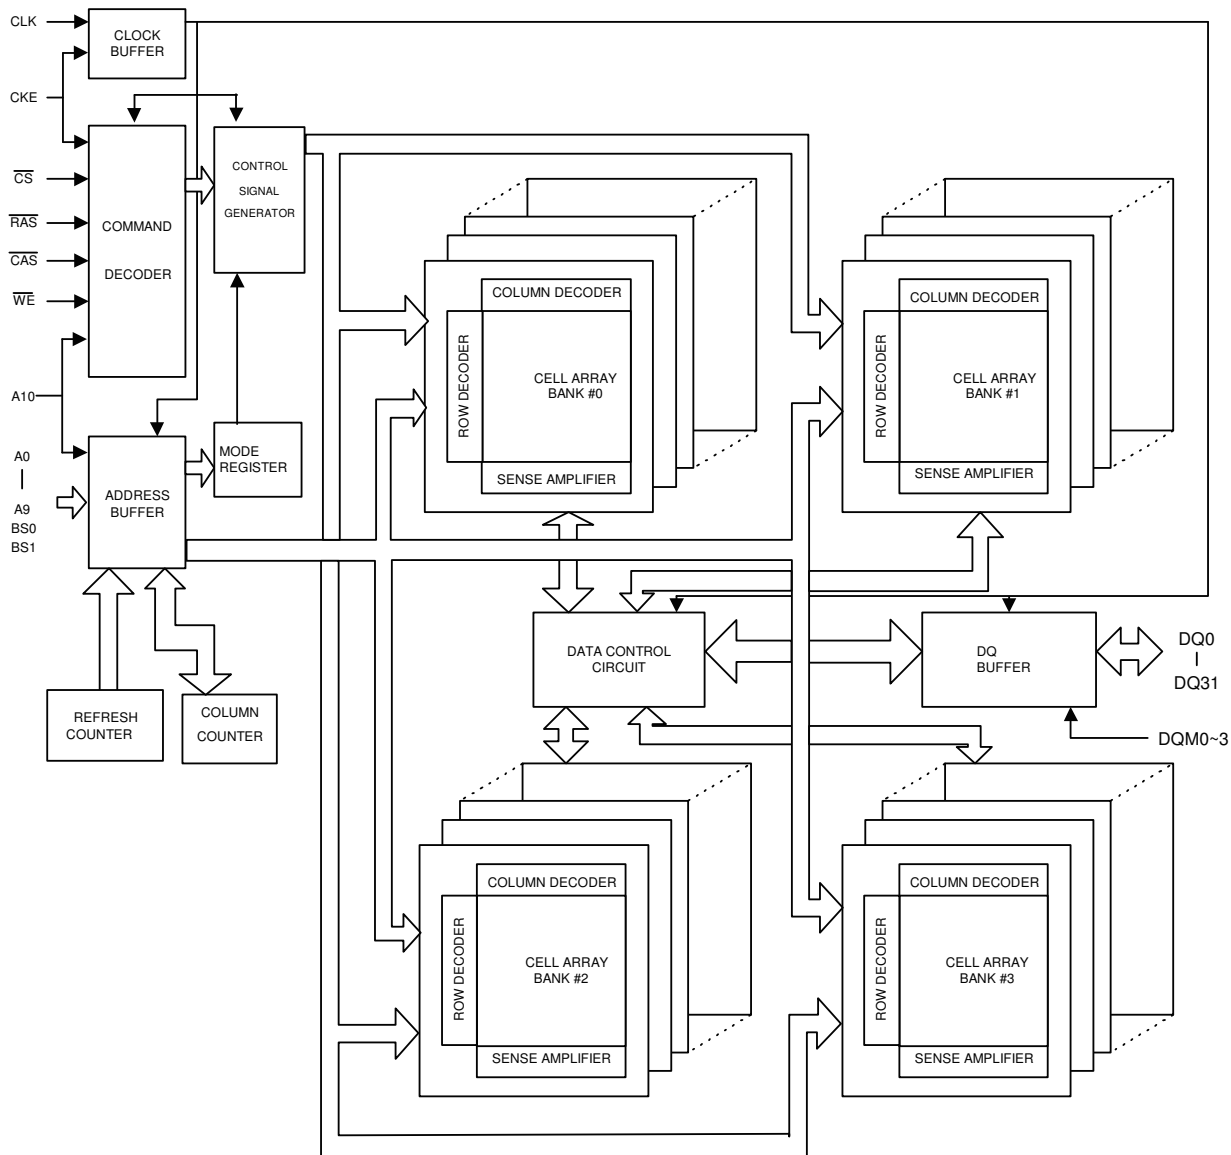 CLK
CLOCK
BUFFER
CKE
CS
RAS
CAS
WE
A10
COMMAND
DECODER
CONTROL
SIGNAL
GENERATOR
A0
A9
BS0
BS1
ADDRESS
BUFFER
MODE
REGISTER
REFRESH
COUNTER
COLUMN
COUNTER
COLUMN DECODER
ROW DECODER
CELL ARRAY
BANK #0
SENSE AMPLIFIER
COLUMN DECODER
ROW DECODER
CELL ARRAY
BANK #1
SENSE AMPLIFIER
DATA CONTROL
CIRCUIT
DQ
BUFFER
DQ0
DQ31
DQM0~3
COLUMN DECODER
ROW DECODER
CELL ARRAY
BANK #2
SENSE AMPLIFIER
COLUMN DECODER
ROW DECODER
CELL ARRAY
BANK #3
SENSE AMPLIFIER